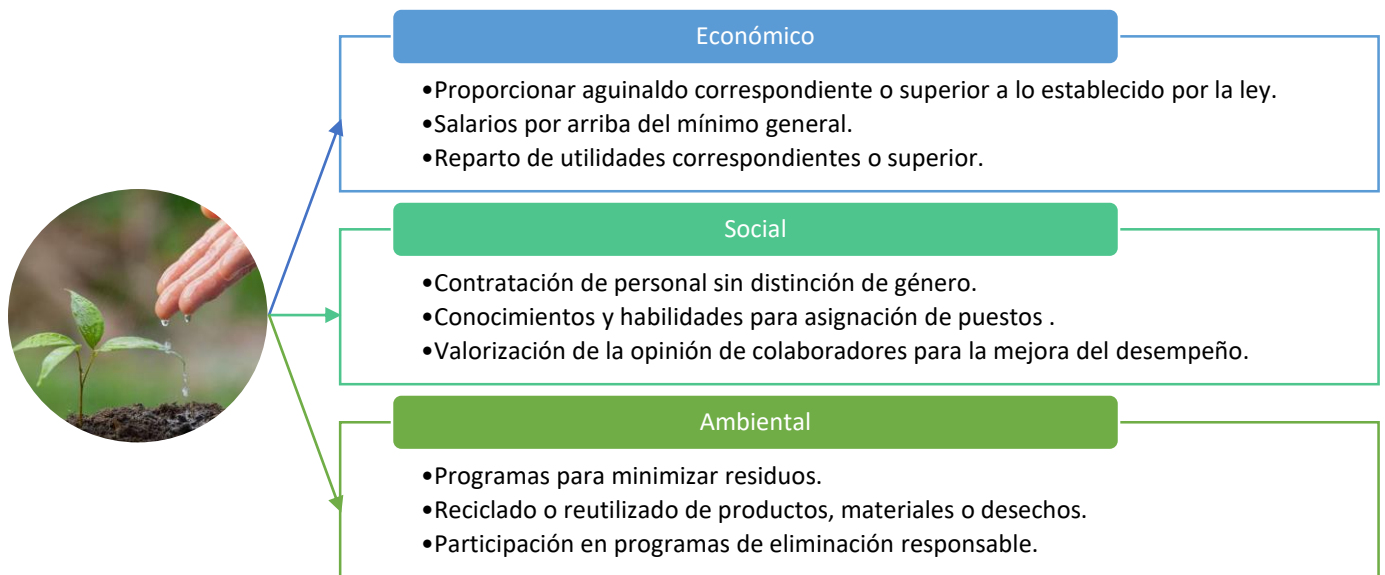 Económico
•Proporcionar aguinaldo correspondiente o superior a lo establecido por la ley.
•Salarios por arriba del mínimo general.
•Reparto de utilidades correspondientes o superior.
Social
•Contratación de personal sin distinción de género.
•Conocimientos y habilidades para asignación de puestos .
•Valorización de la opinión de colaboradores para la mejora del desempeño.
Ambiental
•Programas para minimizar residuos.
•Reciclado o reutilizado de productos, materiales o desechos.
•Participación en programas de eliminación responsable.